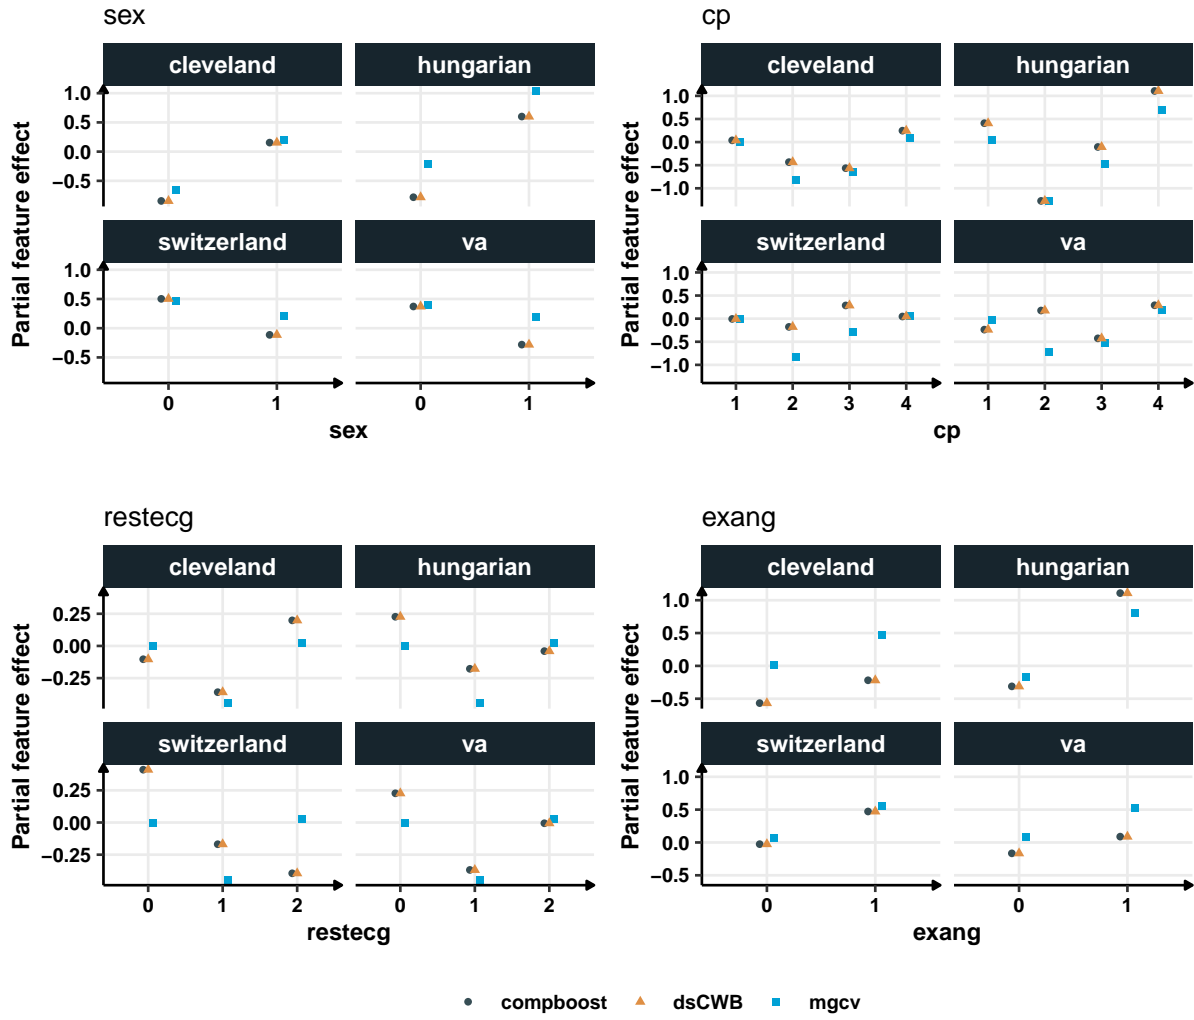 sex
cleveland hungarian
1.0
0.5
0.0
−0.5
switzerland va
1.0
0.5
0.0
−0.5
0 1 0 1
sex
Partial feature effect
cp
cleveland hungarian
1.0
0.5
0.0
−0.5
−1.0
switzerland va
1.0
0.5
0.0
−0.5
−1.0
1 2 3 4 1 2 3 4
cp
Partial feature effect
restecg
cleveland hungarian
0.25
0.00
−0.25
switzerland va
0.25
0.00
−0.25
0 1 2 0 1 2
restecg
Partial feature effect
exang
cleveland hungarian
1.0
0.5
0.0
−0.5
switzerland va
1.0
0.5
0.0
−0.5
0 1 0 1
exang
Partial feature effect
compboost dsCWB mgcv